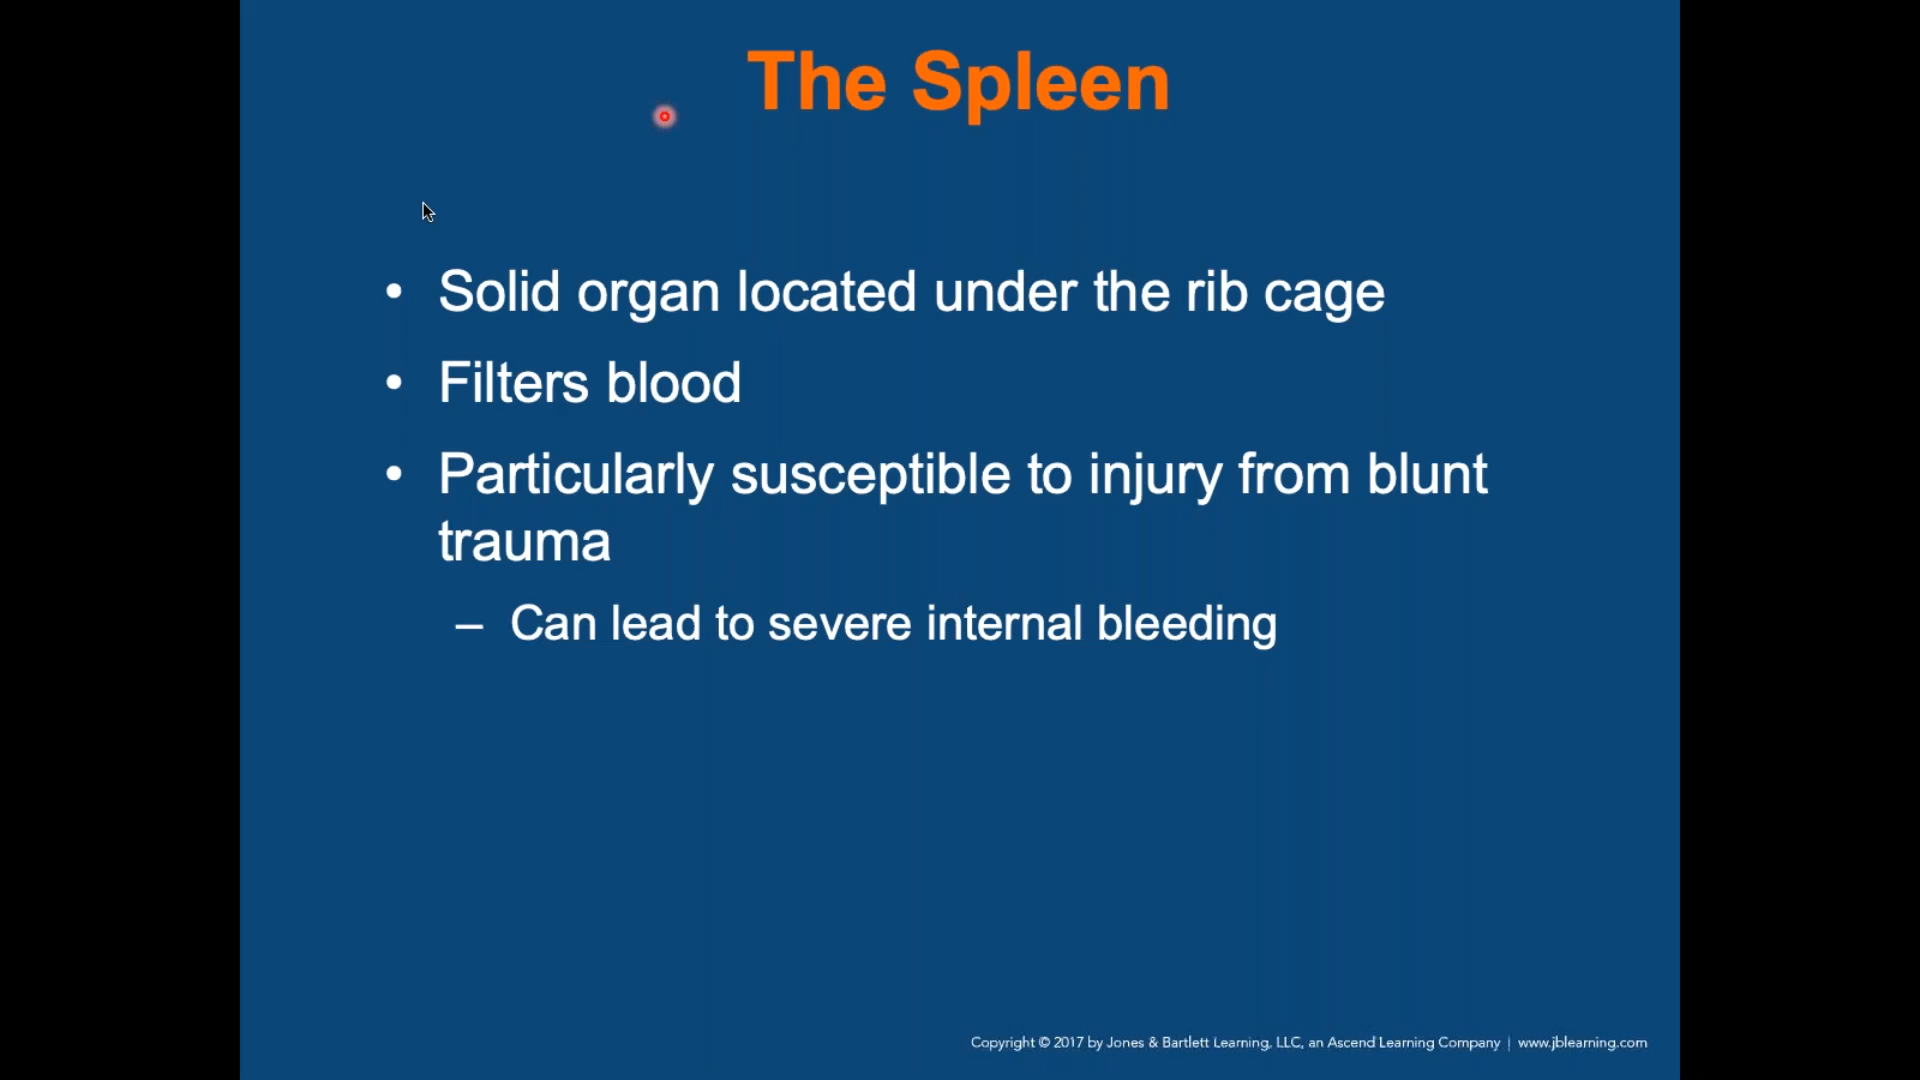 The Spleen
• Solid organ located under the rib cage
• Filters blood
• Particularly susceptible to injury from blunt
trauma
– Can lead to severe internal bleeding
Copyright © 2017 by Jones & Bartlett Learning, LLC, an Ascend Learning Company | www.jblearning.com